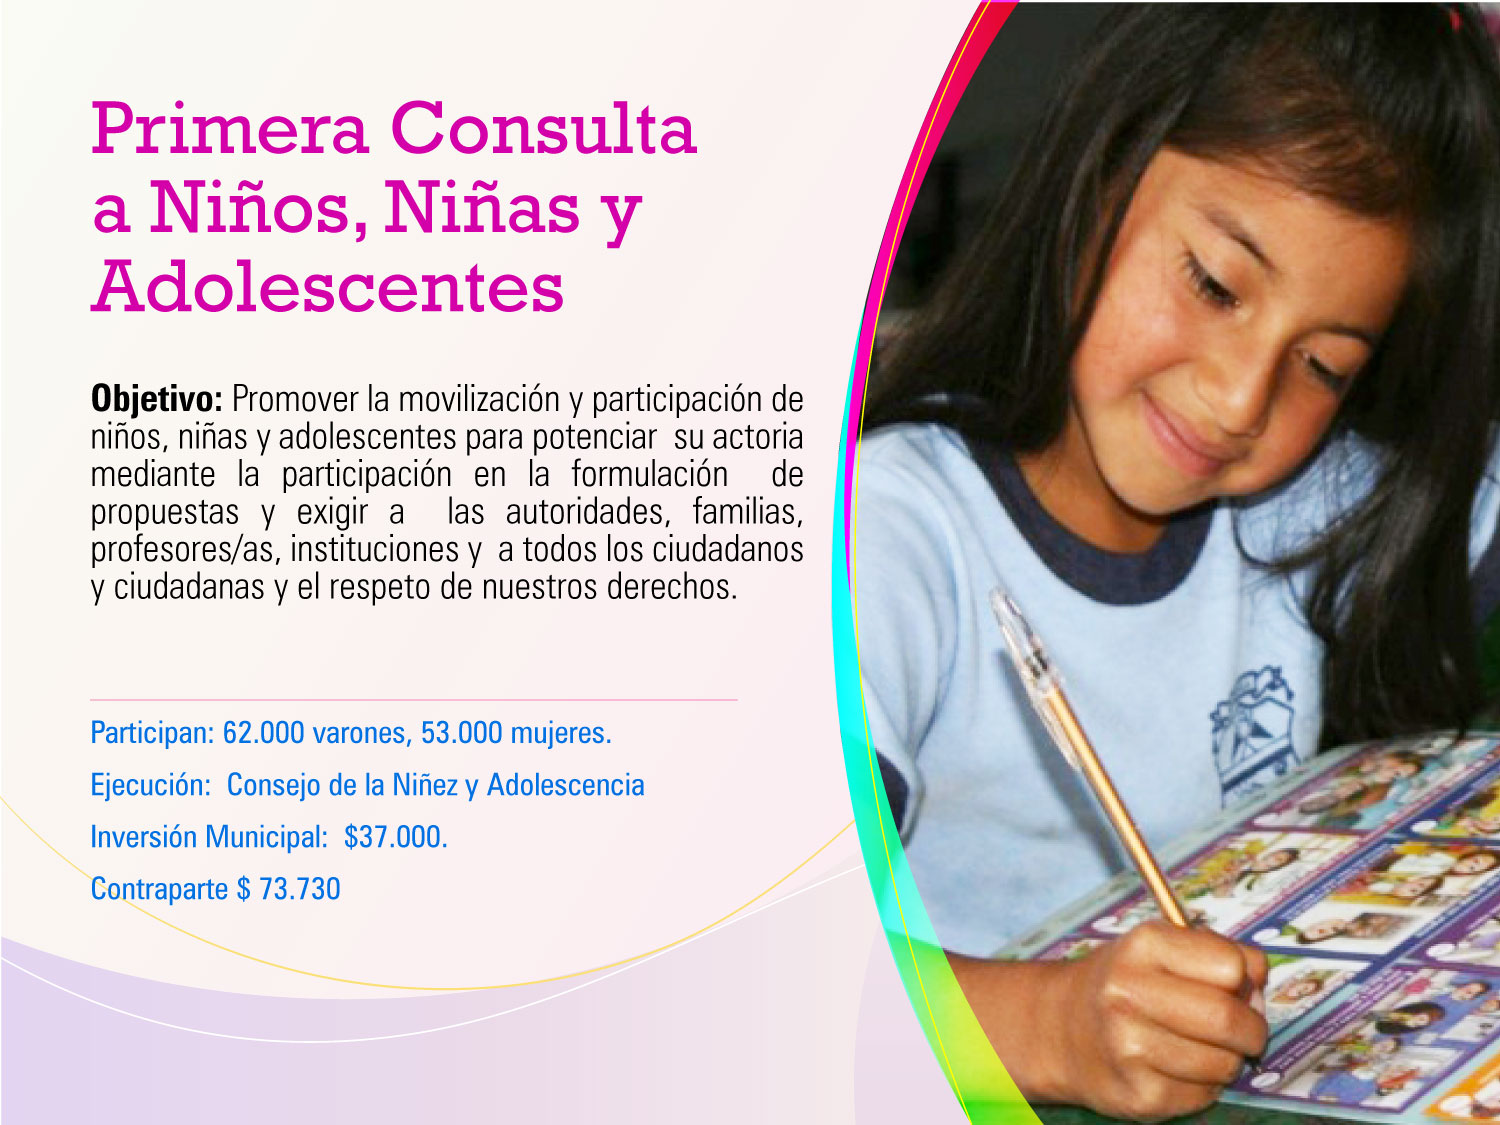 Primera Consulta
a Niños, Niñas y
Adolescentes
Objetivo: Promover la movilización y participación de
niños, niñas y adolescentes para potenciar su actoria
mediante la participación en la formulación de
propuestas y exigir a las autoridades, familias,
profesores/as, instituciones y a todos los ciudadanos
y ciudadanas y el respeto de nuestros derechos.
Participan: 62.000 varones, 53.000 mujeres.
Ejecución: Consejo de la Niñez y Adolescencia
Inversión Municipal: $37.000.
Contraparte $ 73.730